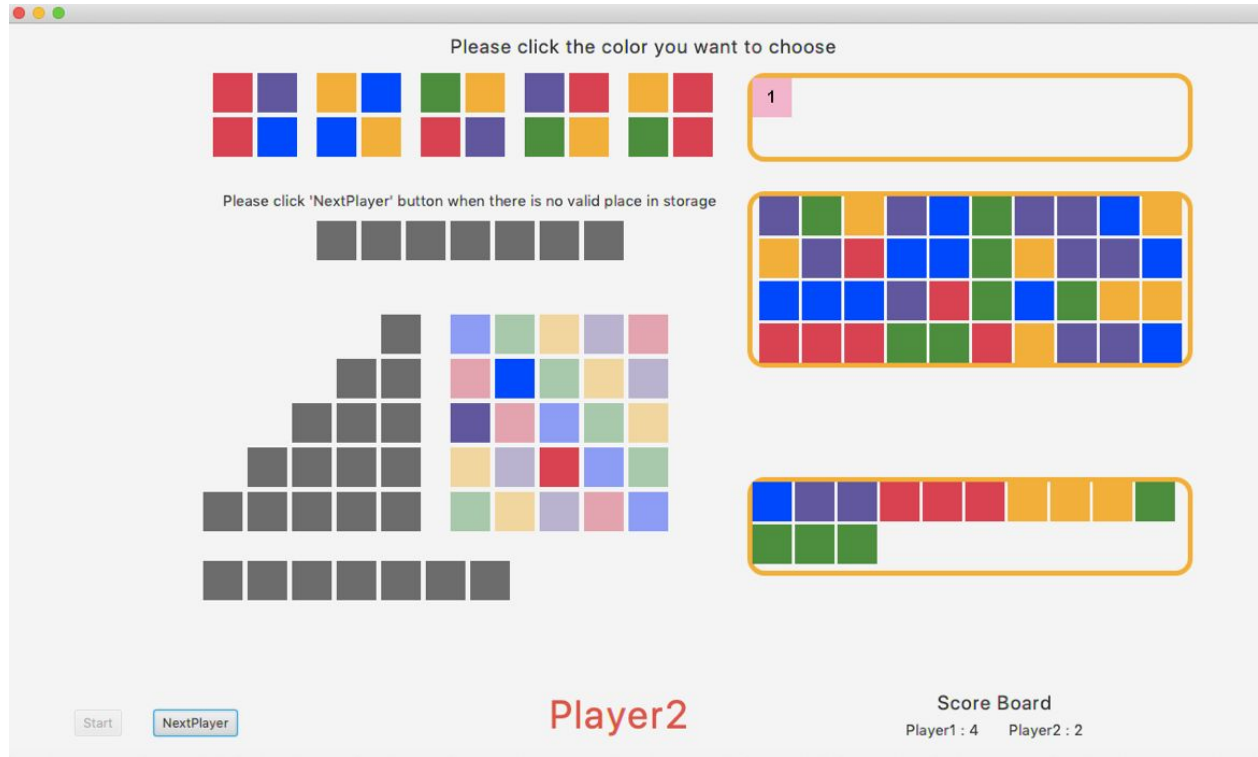 Please click the color you want to choose
1
Please click 'NextPlayer' button when there is no valid place in storage
Start
NextPlayer
Player2
Score Board
Player1 : 4 Player2 : 2